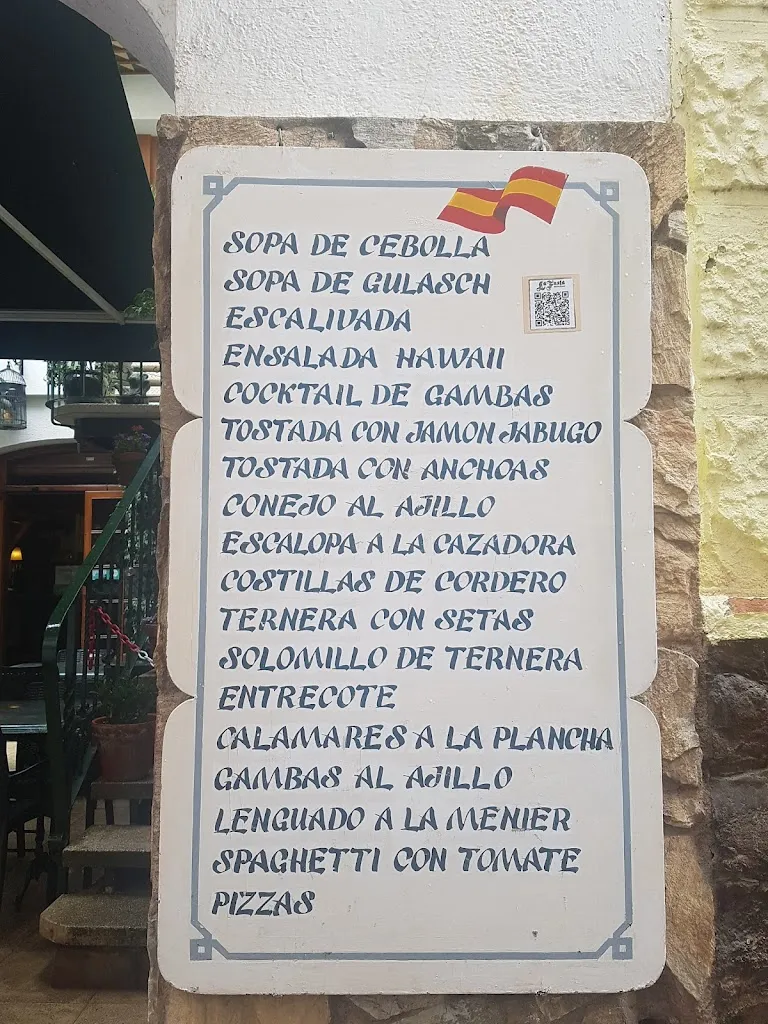 SOPA DE CEBOLLA
SOPA DE GULASCH
ESCALIVADA
ENSALADA HAWAII
COCKTAIL DE GAMBAS
TOSTADA CON JAMON JABUGO
TOSTADA CON ANCHOAS
CONEJO AL AJILLO
ESCALOPA A LA CAZADORA
COSTILLAS DE CORDERO
TERNERA CON SETAS
SOLOMILLO DE TERNERA
ENTRECOTE
CALAMARES A LA PLANCHA
GAMBAS AL AJILLO
LENGUADO A LA MENIER
SPAGHETTI CON TOMATE
PIZZAS